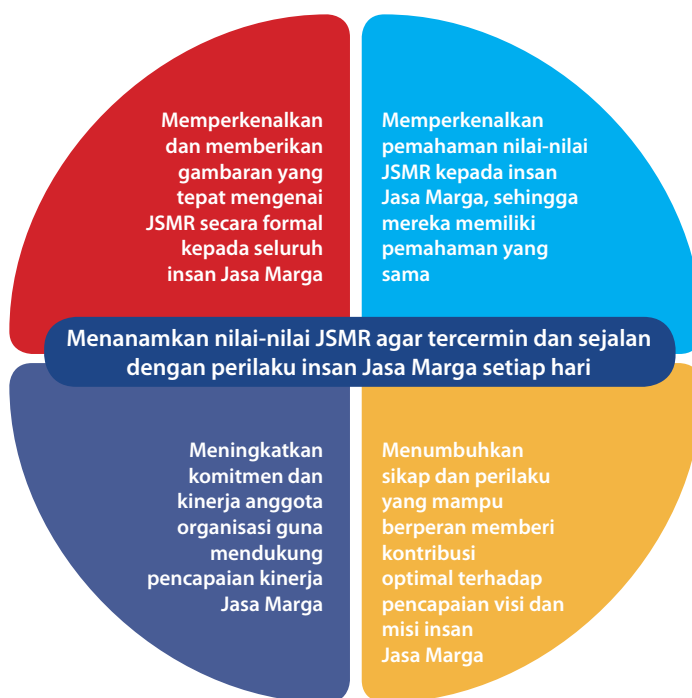 Memperkenalkan
dan memberikan
gambaran yang
tepat mengenai
JSMR secara formal
kepada seluruh
insan Jasa Marga
Memperkenalkan
pemahaman nilai-nilai
JSMR kepada insan
Jasa Marga, sehingga
mereka memiliki
pemahaman yang
sama
Menanamkan nilai-nilai JSMR agar tercermin dan sejalan
dengan perilaku insan Jasa Marga setiap hari
Meningkatkan
komitmen dan
kinerja anggota
organisasi guna
mendukung
pencapaian kinerja
Jasa Marga
Menumbuhkan
sikap dan perilaku
yang mampu
berperan memberi
kontribusi
optimal terhadap
pencapaian visi dan
misi insan
Jasa Marga